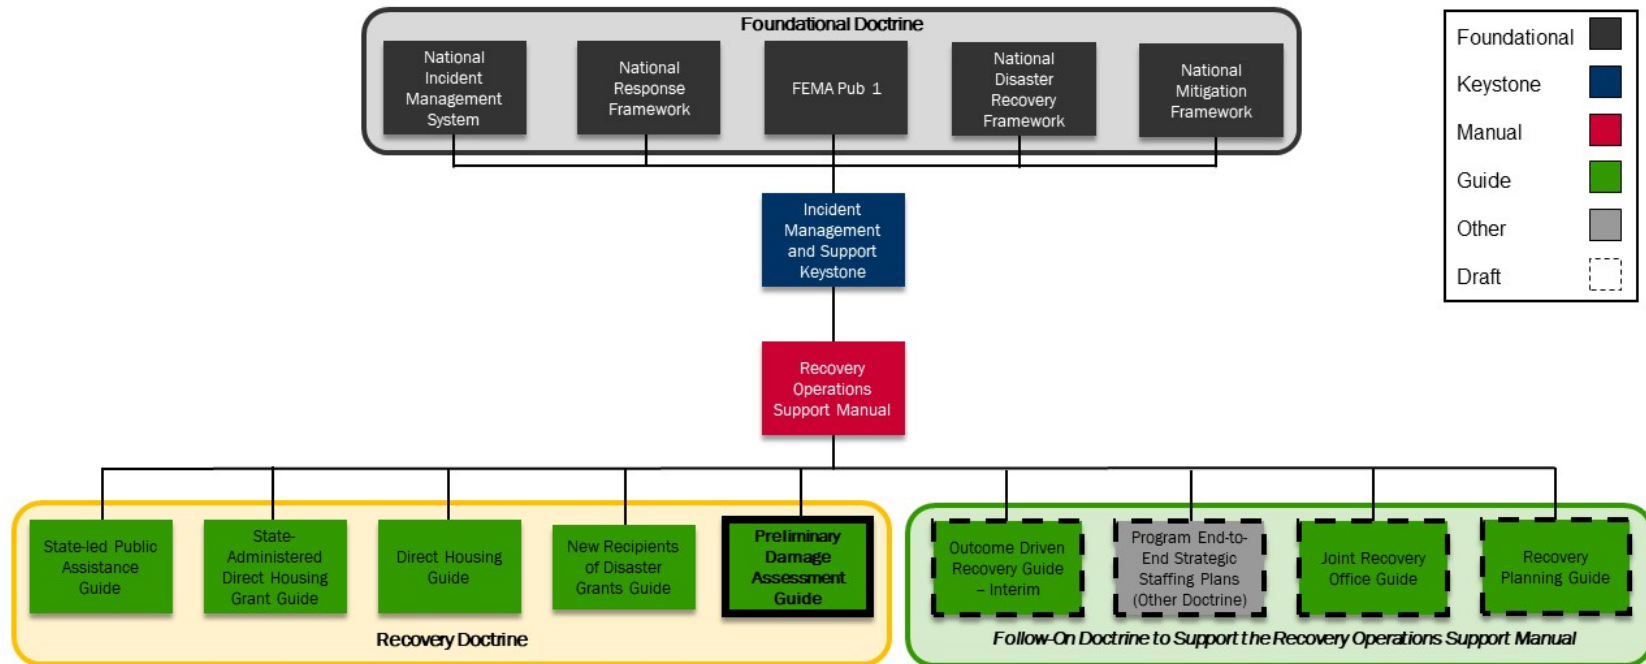 Foundational Doctrine
National
Incident
Management
System
National
Response
Framework
FEMA Pub 1
National
Disaster
Recovery
Framework
National
Mitigation
Framework
Foundational
Keystone
Manual
Guide
Other
Draft
Incident
Management
and Support
Keystone
Recovery
Operations
Support Manual
State-led Public
Assistance
Guide
State-
Administered
Direct Housing
Grant Guide
Direct Housing
Guide
New Recipients
of Disaster
Grants Guide
Preliminary
Damage
Assessment
Guide
Recovery Doctrine
Outcome Driven
Recovery Guide
– Interim
Program End-to-
End Strategic
Staffing Plans
(Other Doctrine)
Joint Recovery
Office Guide
Recovery
Planning Guide
Follow-On Doctrine to Support the Recovery Operations Support Manual